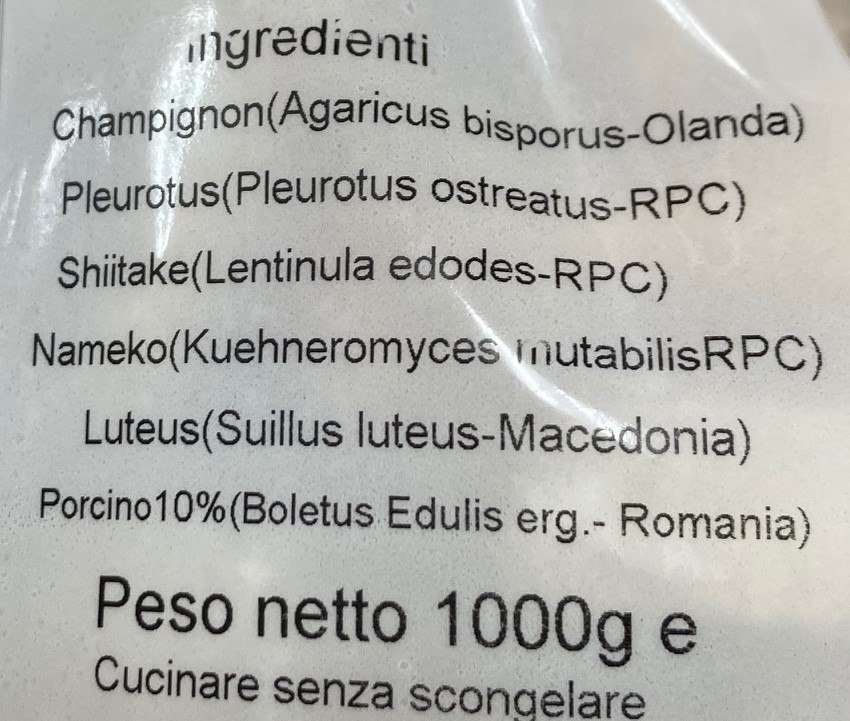 ingredienti
Champignon(Agaricus bisporus-Olanda)
Pleurotus(Pleurotus ostreatus-RPC)
Shiitake(Lentinula edodes-RPC)
Nameko(Kuehneromyces mutabilisRPC)
Luteus(Suillus luteus-Macedonia)
Porcino10%(Boletus Edulis erg.- Romania)
Peso netto 1000g e
Cucinare senza scongelare